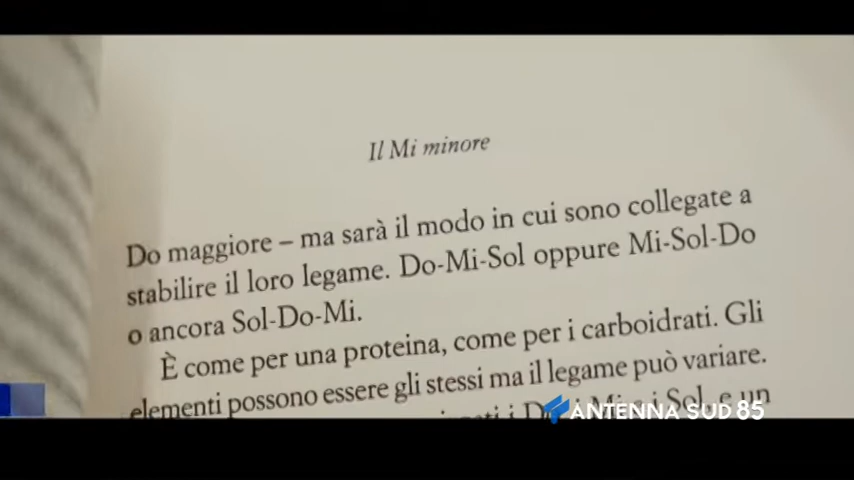 Il Mi minore
Do maggiore – ma sarà il modo in cui sono collegate a
stabilire il loro legame. Do-Mi-Sol oppure Mi-Sol-Do
o ancora Sol-Do-Mi.
È come per una proteina, come per i carboidrati. Gli
elementi possono essere gli stessi ma il legame può variare.
i Sol, e un
ANTENNA SUD 85